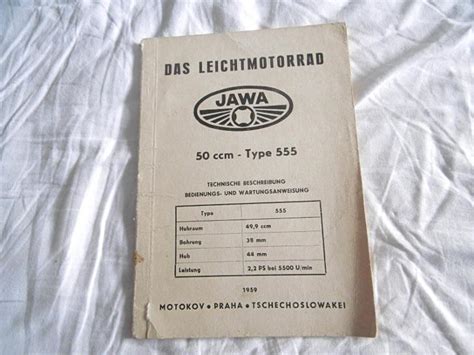 DAS LEICHTMOTORRAD
JAWA
50 ccm - Type 555
TECHNISCHE BESCHREIBUNG
BEDIENUNGS- UND WARTUNGSANWEISUNG
Type 555
Hubraum 49,9 ccm
Bohrung 38 mm
Hub 44 mm
Leistung 2,2 PS bei 5500 U/min
1959
MOTOKOV • PRAHA • TSCHECHOSLOWAKEI